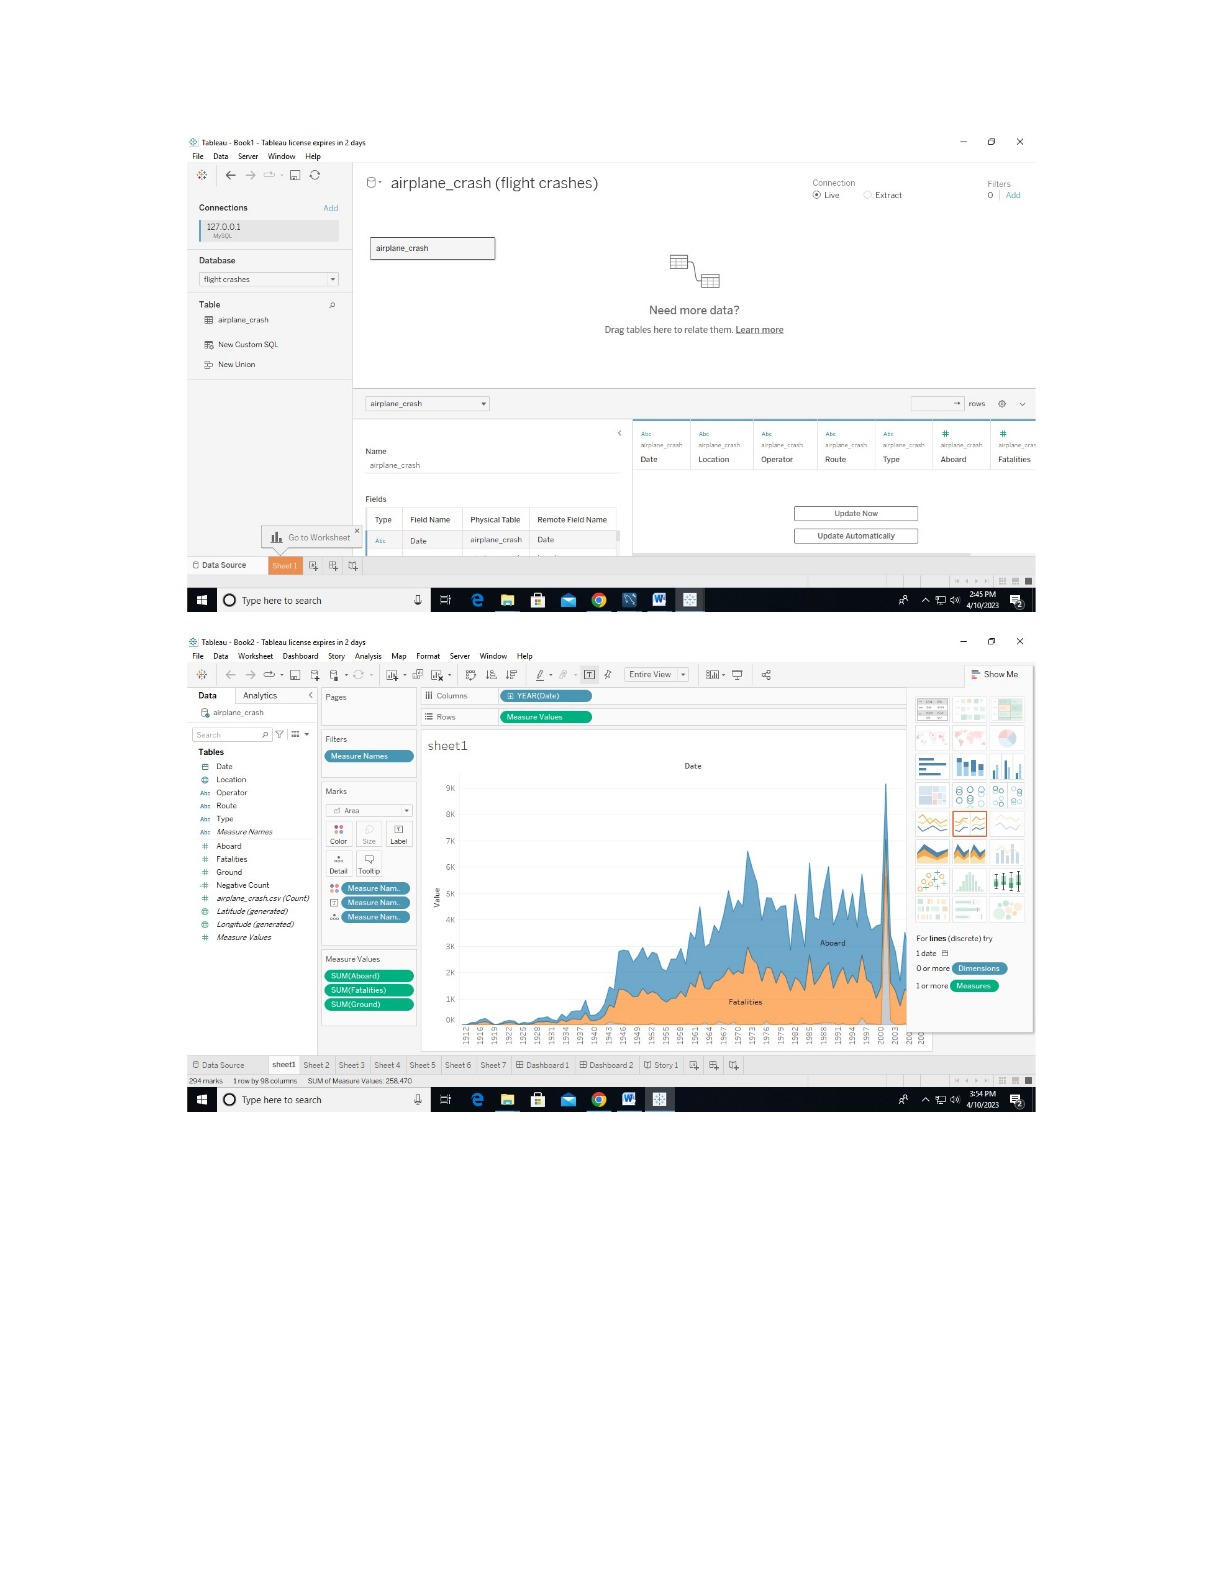 Tableau - Book1 - Tableau license expires in 2 days
File Data Server Window Help
Connections Add
127.0.0.1
MySQL
Database
flight crashes
Table
airplane_crash
New Custom SQL
New Union
airplane_crash (flight crashes)
Connection
Live Extract
Filters
0 Add
airplane_crash
Need more data?
Drag tables here to relate them. Learn more
airplane_crash
rows
Name
airplane_crash
Fields
Type Field Name Physical Table Remote Field Name
Abc Date airplane_crash Date
Abc Abc Abc Abc Abc # #
airplane_crash airplane_crash airplane_crash airplane_crash airplane_crash airplane_crash airplane_cras
Date Location Operator Route Type Aboard Fatalities
Update Now
Update Automatically
Go to Worksheet
Data Source Sheet 1
Type here to search
2:45 PM
4/10/2023
2
Tableau - Book2 - Tableau license expires in 2 days
File Data Worksheet Dashboard Story Analysis Map Format Server Window Help
Entire View
Show Me
Data Analytics
airplane_crash
Search
Tables
Date
Location
Abc Operator
Abc Route
Abc Type
Abc Measure Names
# Aboard
# Fatalities
# Ground
Negative Count
# airplane_crash.csv (Count)
Latitude (generated)
Longitude (generated)
# Measure Values
Pages
Filters
Measure Names
Marks
Area
Color Size Label
Detail Tooltip
Measure Nam..
Measure Nam..
Measure Nam..
Measure Values
SUM(Aboard)
SUM(Fatalities)
SUM(Ground)
Columns YEAR(Date)
Rows Measure Values
sheet1
Date
9K
8K
7K
6K
5K
4K
3K
2K
1K
0K
Value
Aboard
Fatalities
1912 1916 1919 1922 1925 1928 1931 1934 1937 1940 1943 1946 1949 1952 1955 1958 1961 1964 1967 1970 1973 1976 1979 1982 1985 1988 1991 1994 1997 2000 2003
For lines (discrete) try
1 date
0 or more Dimensions
1 or more Measures
Data Source sheet1 Sheet 2 Sheet 3 Sheet 4 Sheet 5 Sheet 6 Sheet 7 Dashboard 1 Dashboard 2 Story 1
294 marks 1 row by 98 columns SUM of Measure Values: 258,470
Type here to search
3:54 PM
4/10/2023
2